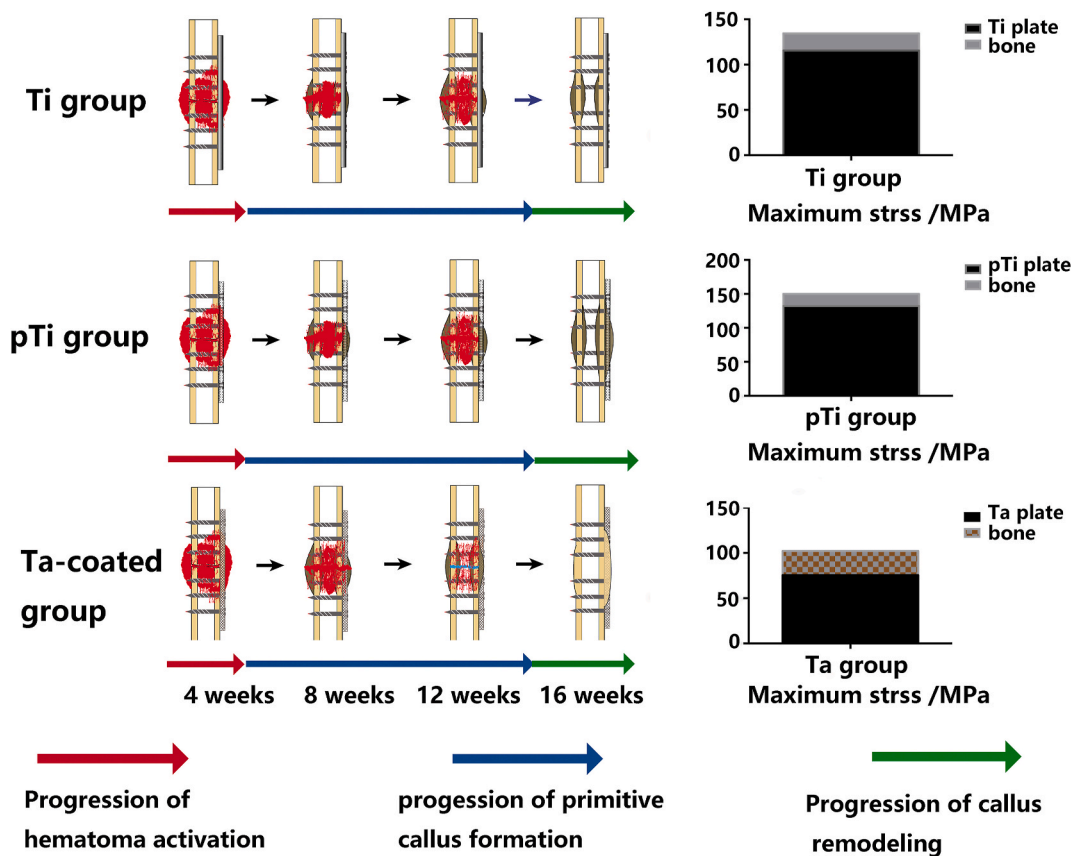 Ti group
150
100
50
0
Ti plate
bone
Ti group
Maximum strss /MPa
pTi group
200
150
100
50
0
pTi plate
bone
pTi group
Maximum strss /MPa
Ta-coated
group
150
100
50
0
Ta plate
bone
Ta group
Maximum strss /MPa
4 weeks
8 weeks
12 weeks
16 weeks
Progression of
hematoma activation
progession of primitive
callus formation
Progression of callus
remodeling